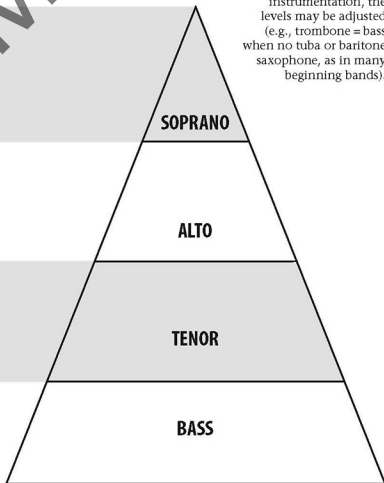 instrumentation, the
levels may be adjusted
(e.g., trombone = bass
when no tuba or baritone
saxophone, as in many
beginning bands).
SOPRANO
ALTO
TENOR
BASS